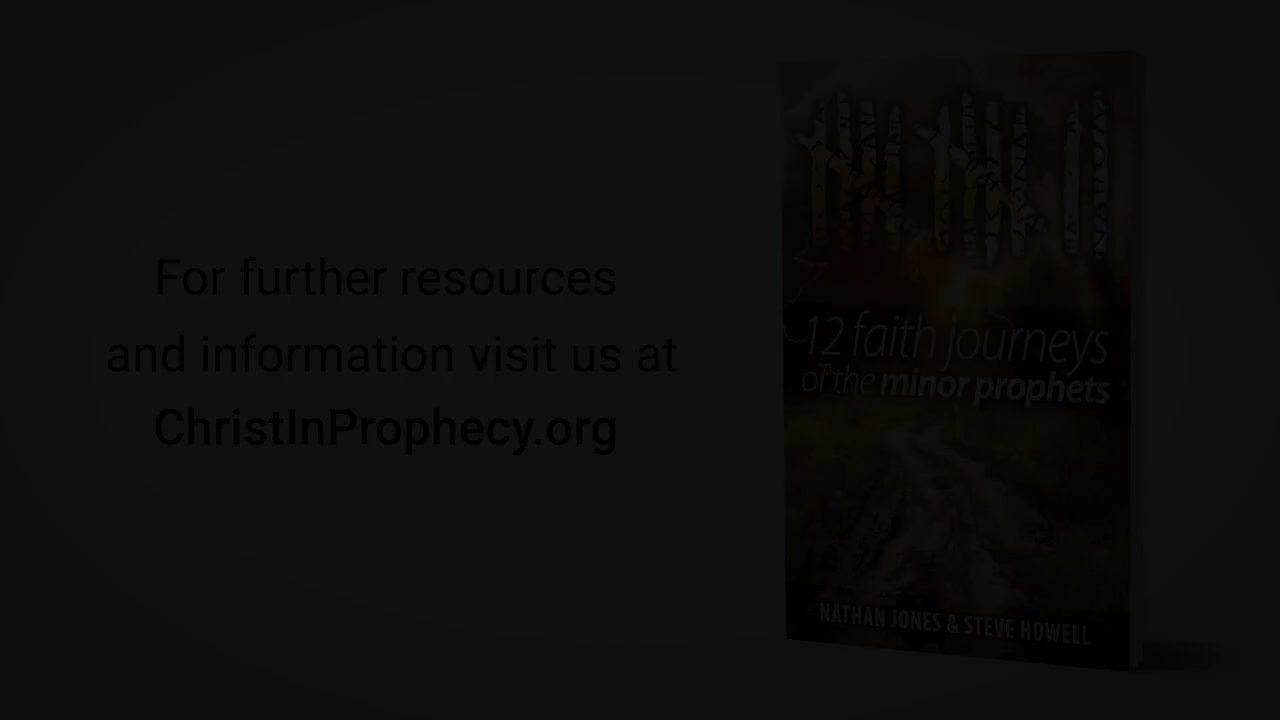 For further resources
and information visit us at
ChristInProphecy.org
12 faith journeys
of the minor prophets
NATHAN JONES & STEVE HOWELL